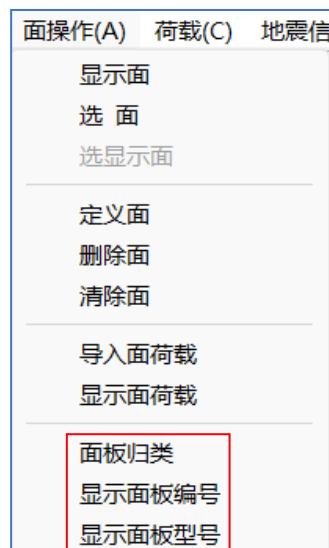 面操作(A) 荷载(C) 地震信
显示面
选 面
选显示面
定义面
删除面
清除面
导入面荷载
显示面荷载
面板归类
显示面板编号
显示面板型号